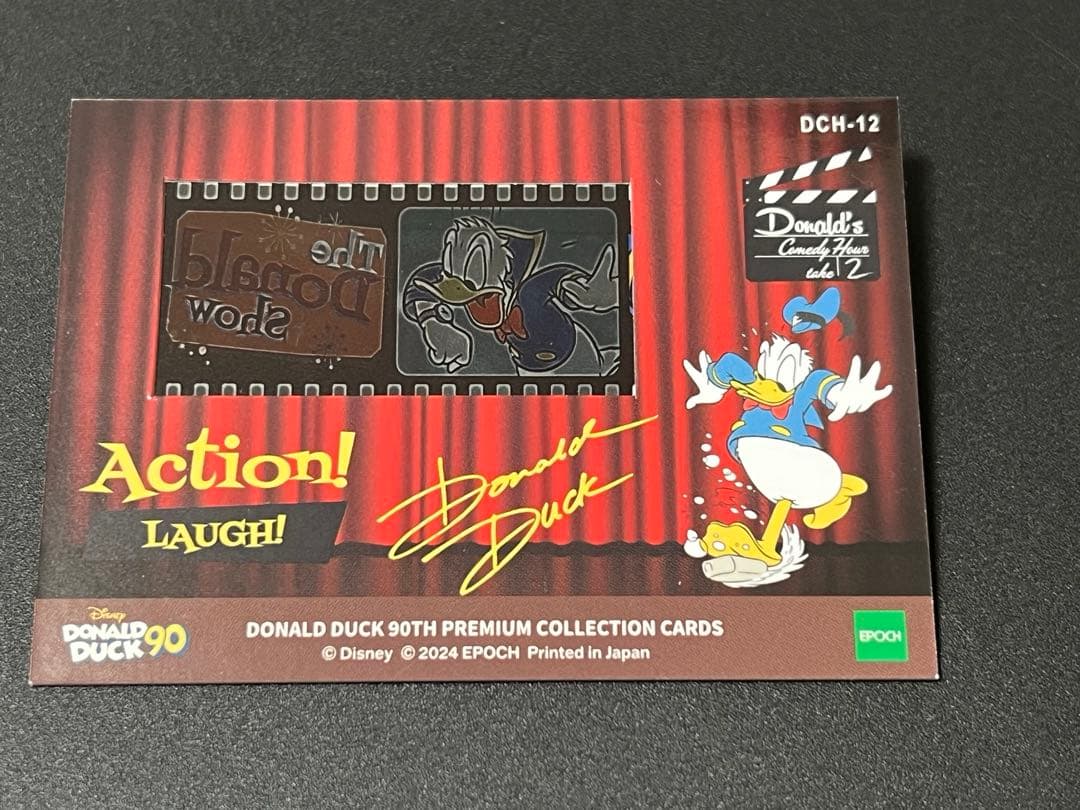 DCH-12
The
Donald
Show
Donald's
Comedy Hour
take 12
Action!
LAUGH!
Donald
Duck
Disney
DONALD
DUCK 90
DONALD DUCK 90TH PREMIUM COLLECTION CARDS
© Disney © 2024 EPOCH Printed in Japan
EPOCH